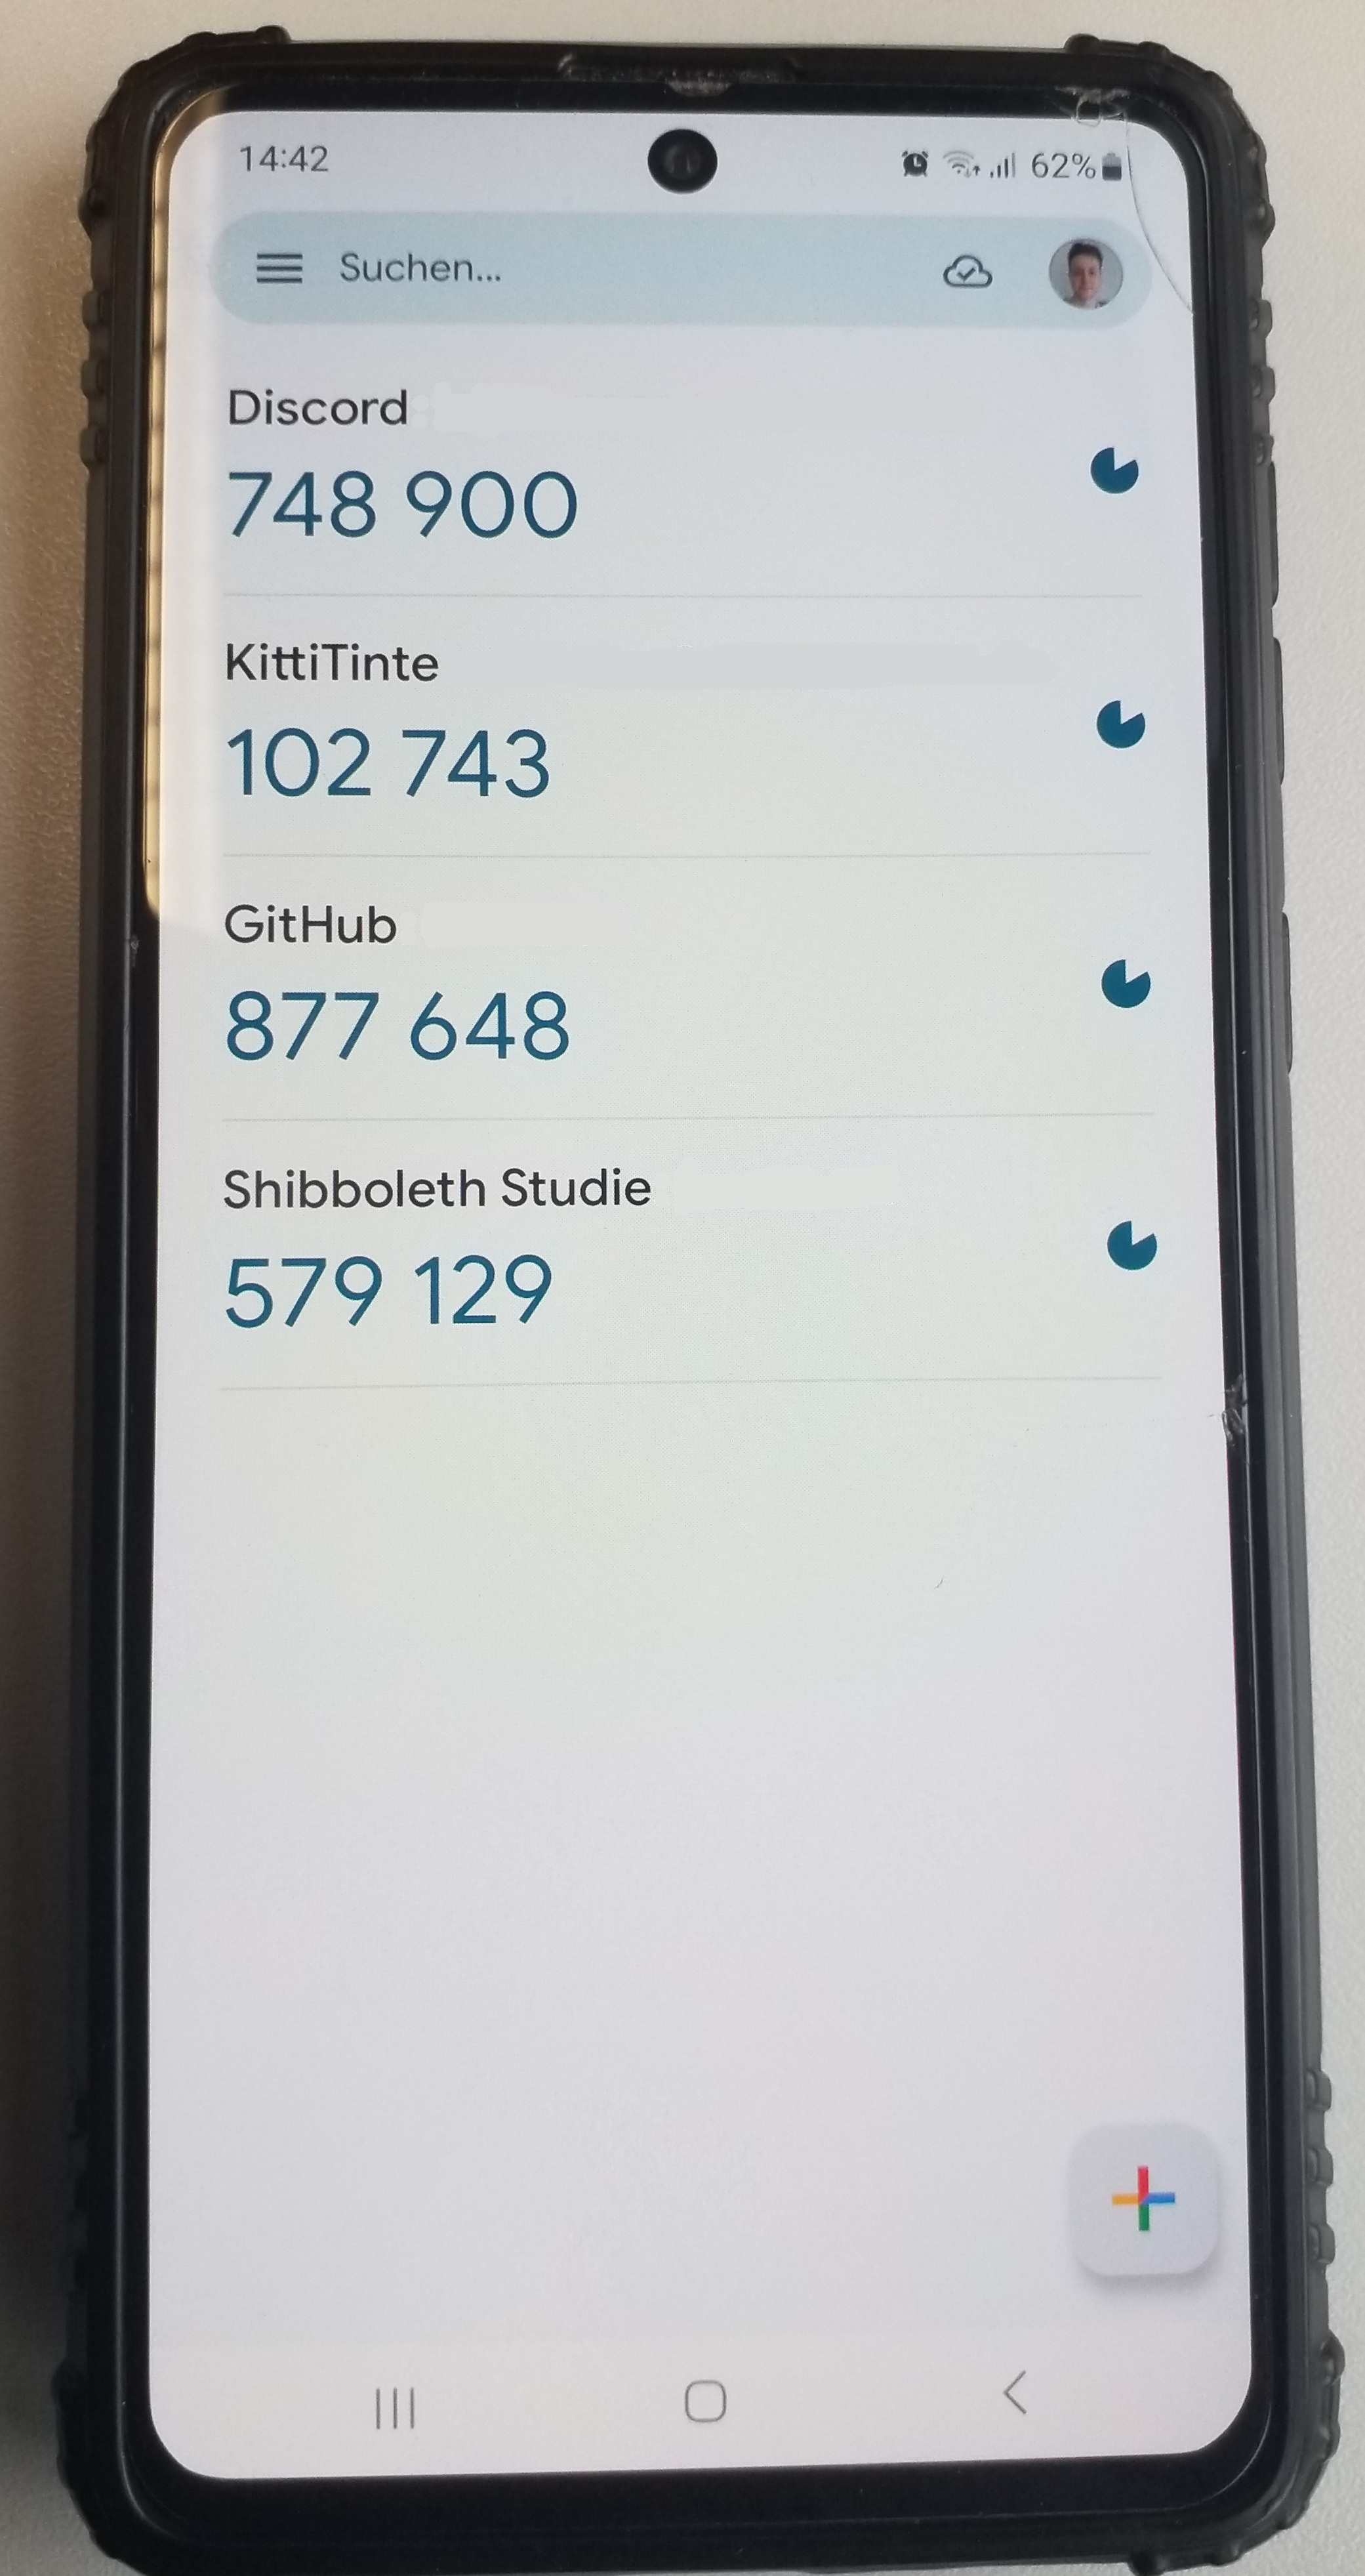 14:42
62%
Suchen...
Discord
748 900
KittiTinte
102 743
GitHub
877 648
Shibboleth Studie
579 129